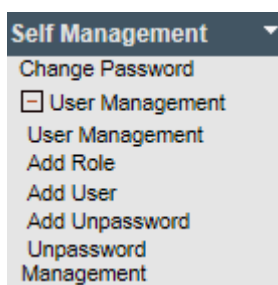 Self Management
Change Password
User Management
User Management
Add Role
Add User
Add Unpassword
Unpassword
Management